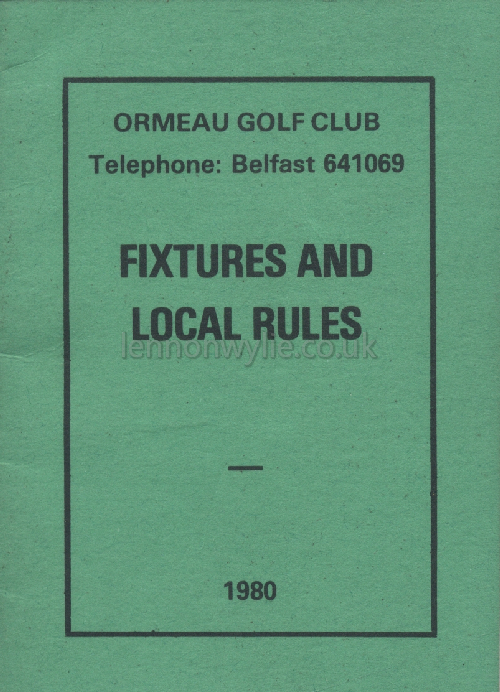 ORMEAU GOLF CLUB
Telephone: Belfast 641069
FIXTURES AND
LOCAL RULES
lennonwylie.co.uk
—
1980